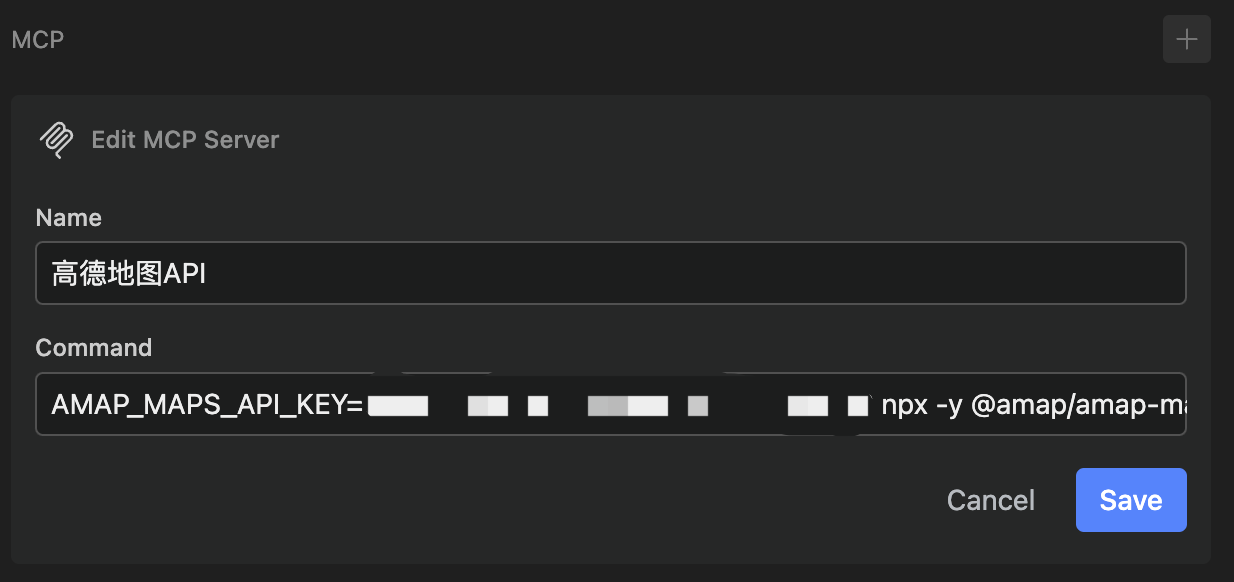 MCP
Edit MCP Server
Name
高德地图API
Command
AMAP_MAPS_API_KEY= npx -y @amap/amap-ma
Cancel
Save